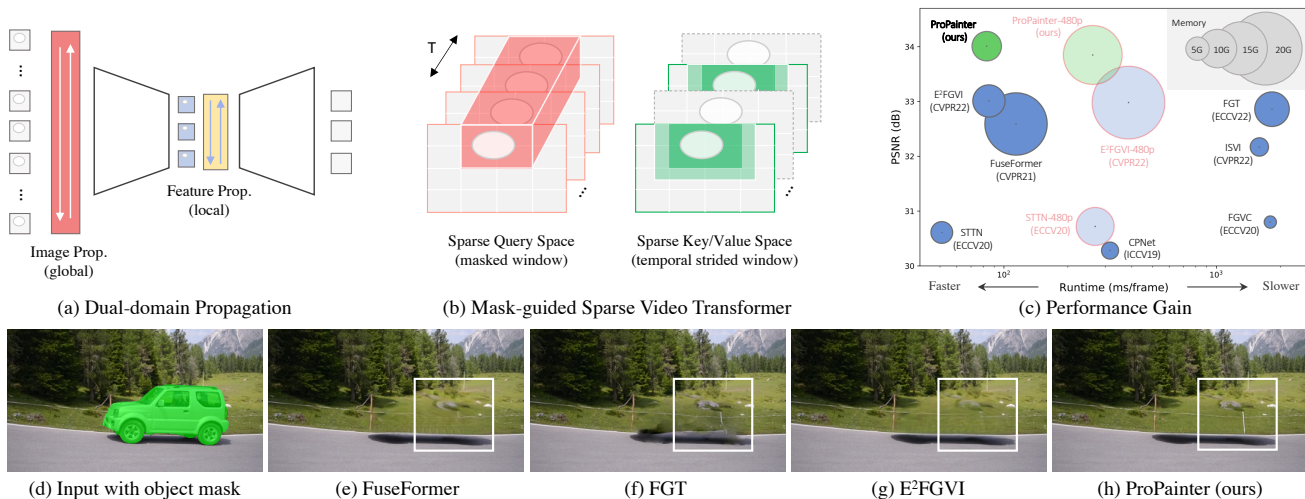 Image Prop.
(global)
Feature Prop.
(local)
(a) Dual-domain Propagation
T
Sparse Query Space
(masked window)
Sparse Key/Value Space
(temporal strided window)
(b) Mask-guided Sparse Video Transformer
PSNR (dB)
34
33
32
31
30
ProPainter
(ours)
ProPainter-480p
(ours)
Memory
5G
10G
15G
20G
E²FGVI
(CVPR22)
FuseFormer
(CVPR21)
E²FGVI-480p
(CVPR22)
FGT
(ECCV22)
ISVI
(CVPR22)
STTN
(ECCV20)
STTN-480p
(ECCV20)
CPNet
(ICCV19)
FGVC
(ECCV20)
10²
10³
Faster
Runtime (ms/frame)
Slower
(c) Performance Gain
(d) Input with object mask
(e) FuseFormer
(f) FGT
(g) E²FGVI
(h) ProPainter (ours)